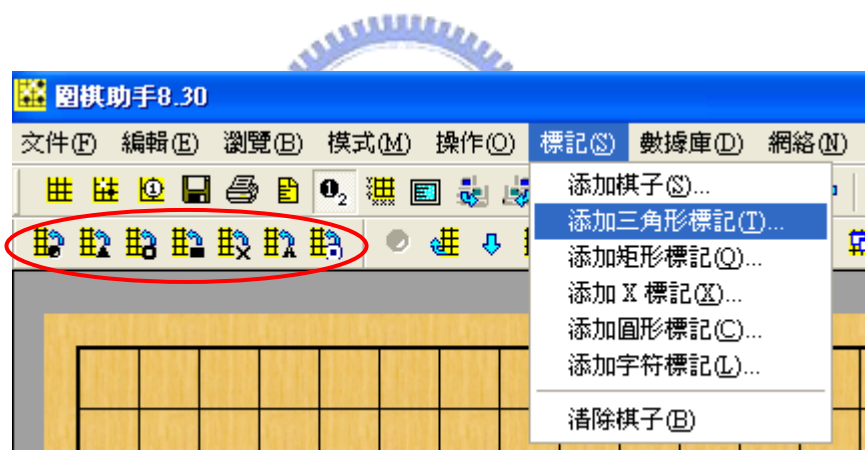 圍棋助手8.30
文件(F) 編輯(E) 瀏覽(B) 模式(M) 操作(O) 標記(S) 數據庫(D) 網絡(N)
添加棋子(S)...
添加三角形標記(T)...
添加矩形標記(Q)...
添加 X 標記(X)...
添加圓形標記(C)...
添加字符標記(L)...
清除棋子(B)